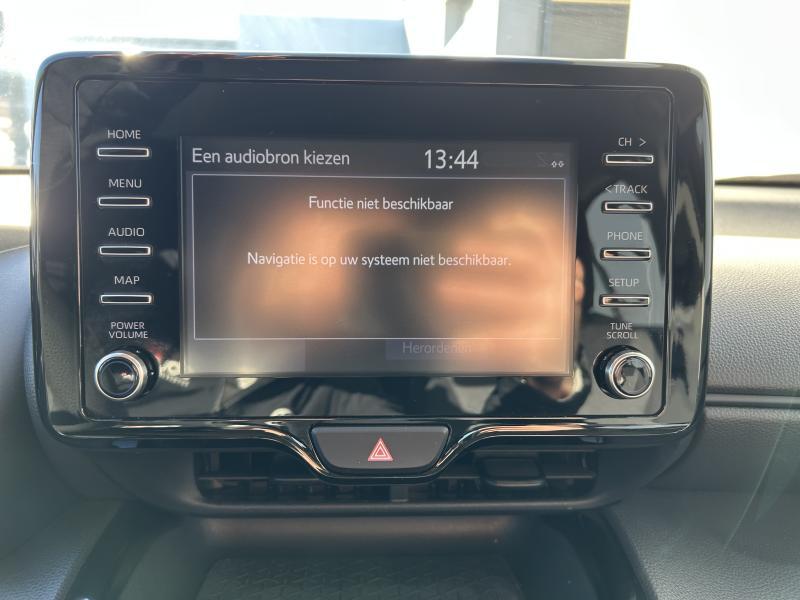 HOME
MENU
AUDIO
MAP
POWER
VOLUME
Een audiobron kiezen 13:44
Functie niet beschikbaar
Navigatie is op uw systeem niet beschikbaar.
Herordenen
CH >
< TRACK
PHONE
SETUP
TUNE
SCROLL